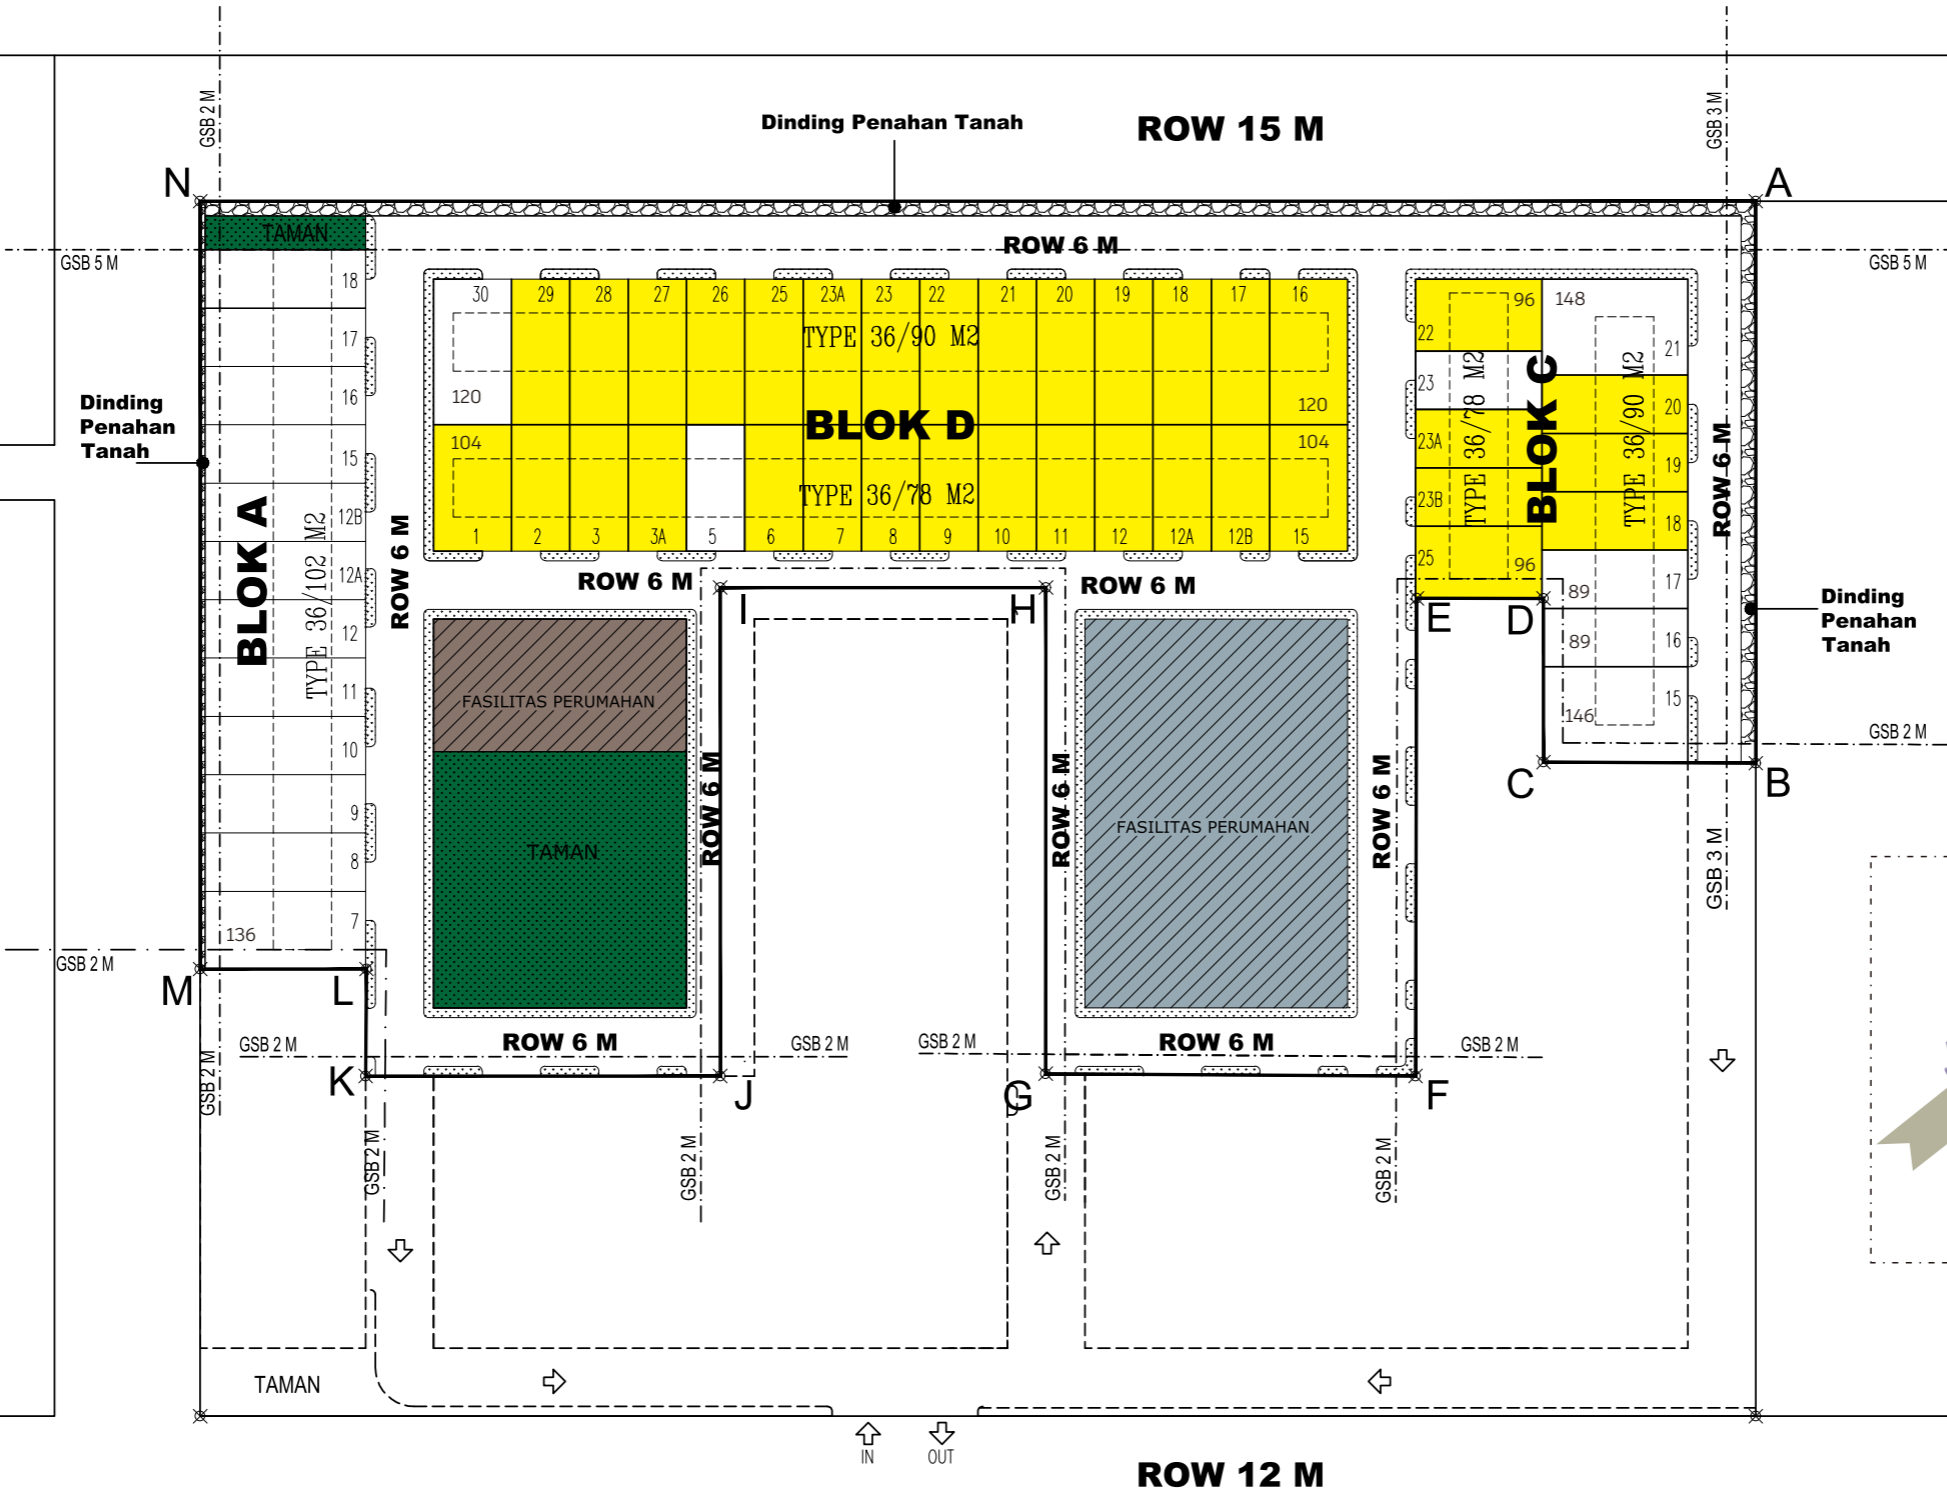 GSB 2 M
GSB 3 M
Dinding Penahan Tanah
ROW 15 M
N
A
TAMAN
ROW 6 M
GSB 5 M
GSB 5 M
18
17
16
15
12B
12A
12
11
10
9
8
7
136
BLOK A
TYPE 36/102 M2
Dinding
Penahan
Tanah
ROW 6 M
30
29
28
27
26
25
23A
23
22
21
20
19
18
17
16
TYPE 36/90 M2
120
120
BLOK D
104
104
TYPE 36/78 M2
1
2
3
3A
5
6
7
8
9
10
11
12
12A
12B
15
96
148
22
23
23A
23B
25
96
TYPE 36/78 M2
BLOK C
TYPE 36/90 M2
21
20
19
18
17
16
15
89
89
146
ROW 6 M
Dinding
Penahan
Tanah
ROW 6 M
ROW 6 M
I
H
E
D
FASILITAS PERUMAHAN
TAMAN
ROW 6 M
ROW 6 M
FASILITAS PERUMAHAN
ROW 6 M
GSB 2 M
C
B
GSB 3 M
GSB 2 M
M
L
GSB 2 M
ROW 6 M
GSB 2 M
GSB 2 M
ROW 6 M
GSB 2 M
K
J
G
F
GSB 2 M
GSB 2 M
GSB 2 M
GSB 2 M
GSB 2 M
TAMAN
IN
OUT
ROW 12 M